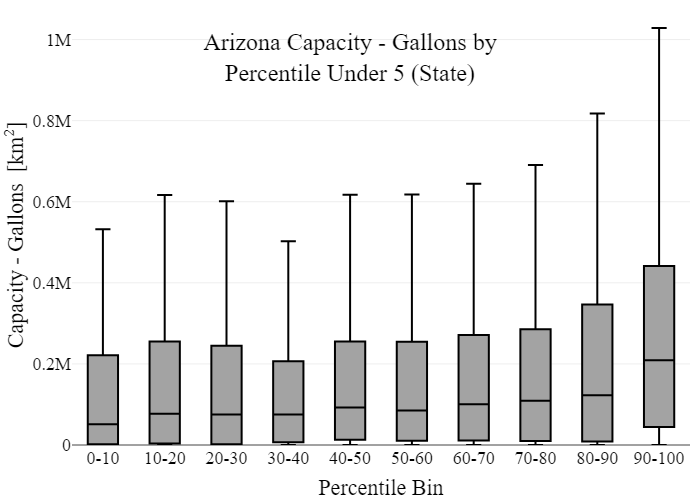 Arizona Capacity - Gallons by
Percentile Under 5 (State)
Capacity - Gallons [km²]
1M
0.8M
0.6M
0.4M
0.2M
0
0-10 10-20 20-30 30-40 40-50 50-60 60-70 70-80 80-90 90-100
Percentile Bin